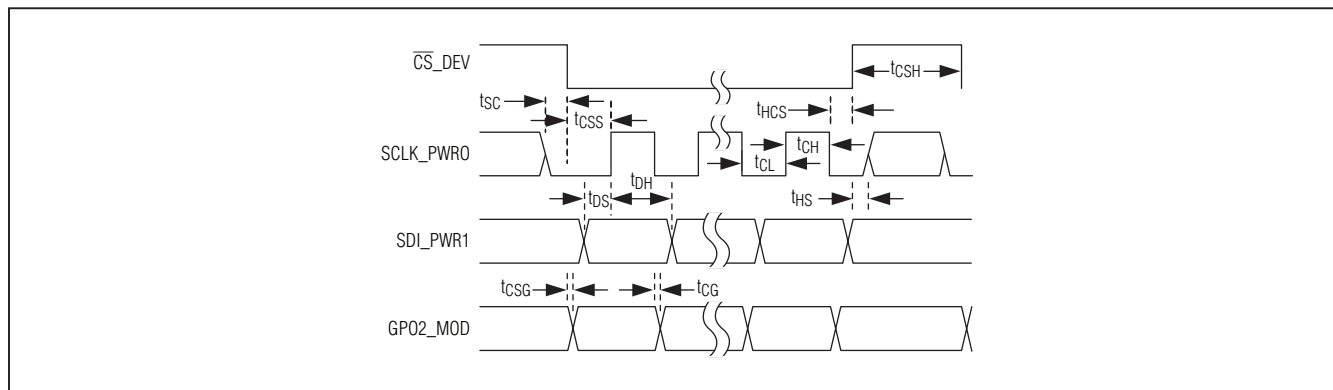 CS_DEV
tCSH
tSC
tHCS
tCSS
SCLK_PWR0
tCH
tCL
tDH
tDS
tHS
SDI_PWR1
tCSG
tCG
GPO2_MOD